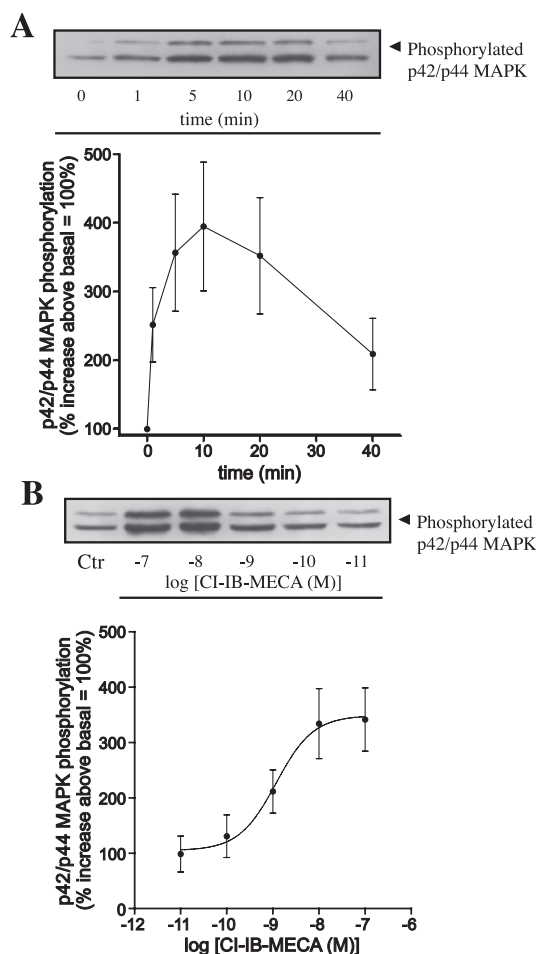 A
Phosphorylated
p42/p44 MAPK
0 1 5 10 20 40
time (min)
p42/p44 MAPK phosphorylation
(% increase above basal = 100%)
500
400
300
200
100
0 10 20 30 40
time (min)
B
Phosphorylated
p42/p44 MAPK
Ctr -7 -8 -9 -10 -11
log [CI-IB-MECA (M)]
p42/p44 MAPK phosphorylation
(% increase above basal = 100%)
500
400
300
200
100
0
-12 -11 -10 -9 -8 -7 -6
log [CI-IB-MECA (M)]